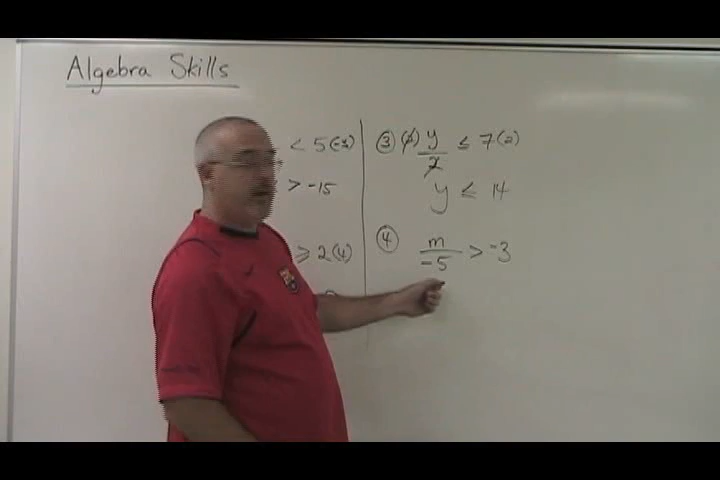 Algebra Skills
< 5(-3)
> -15
≥ 2(4)
③ (2) y/2 ≤ 7(2)
y ≤ 14
④ m/-5 > -3